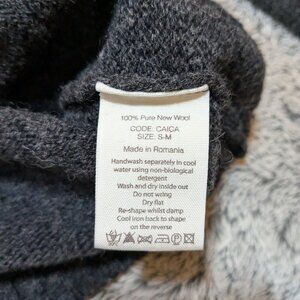 100% Pure New Wool
CODE: CAICA
SIZE: S-M
Made in Romania
Handwash separately in cool
water using non-biological
detergent
Wash and dry inside out
Do not wring
Dry flat
Re-shape whilst damp
Cool iron back to shape
on the reverse